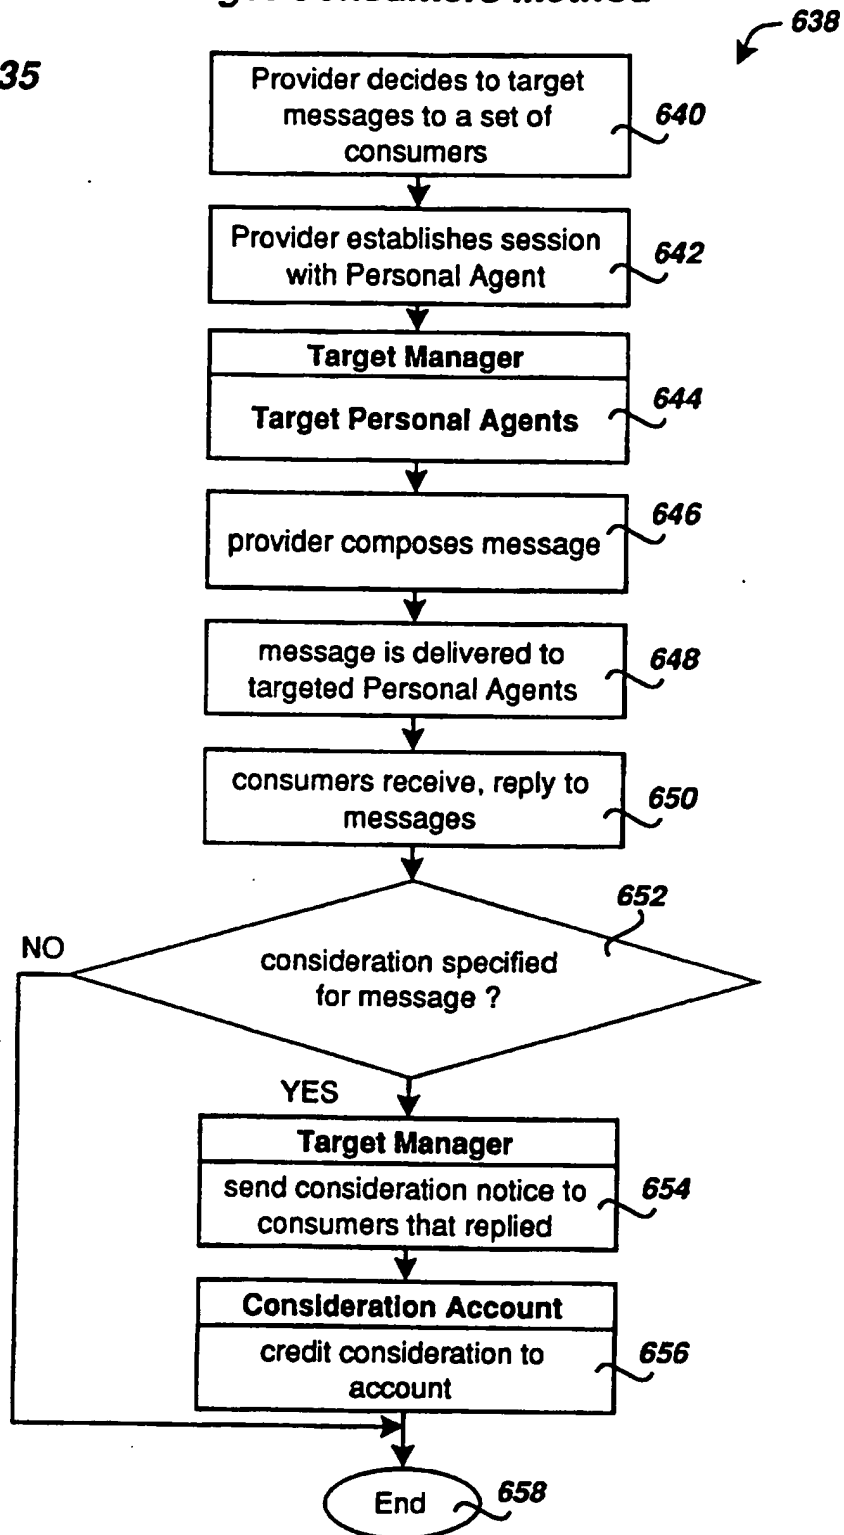 Consumers Method
638
35
Provider decides to target
messages to a set of
consumers
640
Provider establishes session
with Personal Agent
642
Target Manager
Target Personal Agents
644
provider composes message
646
message is delivered to
targeted Personal Agents
648
consumers receive, reply to
messages
650
652
NO
consideration specified
for message ?
YES
Target Manager
send consideration notice to
consumers that replied
654
Consideration Account
credit consideration to
account
656
End
658